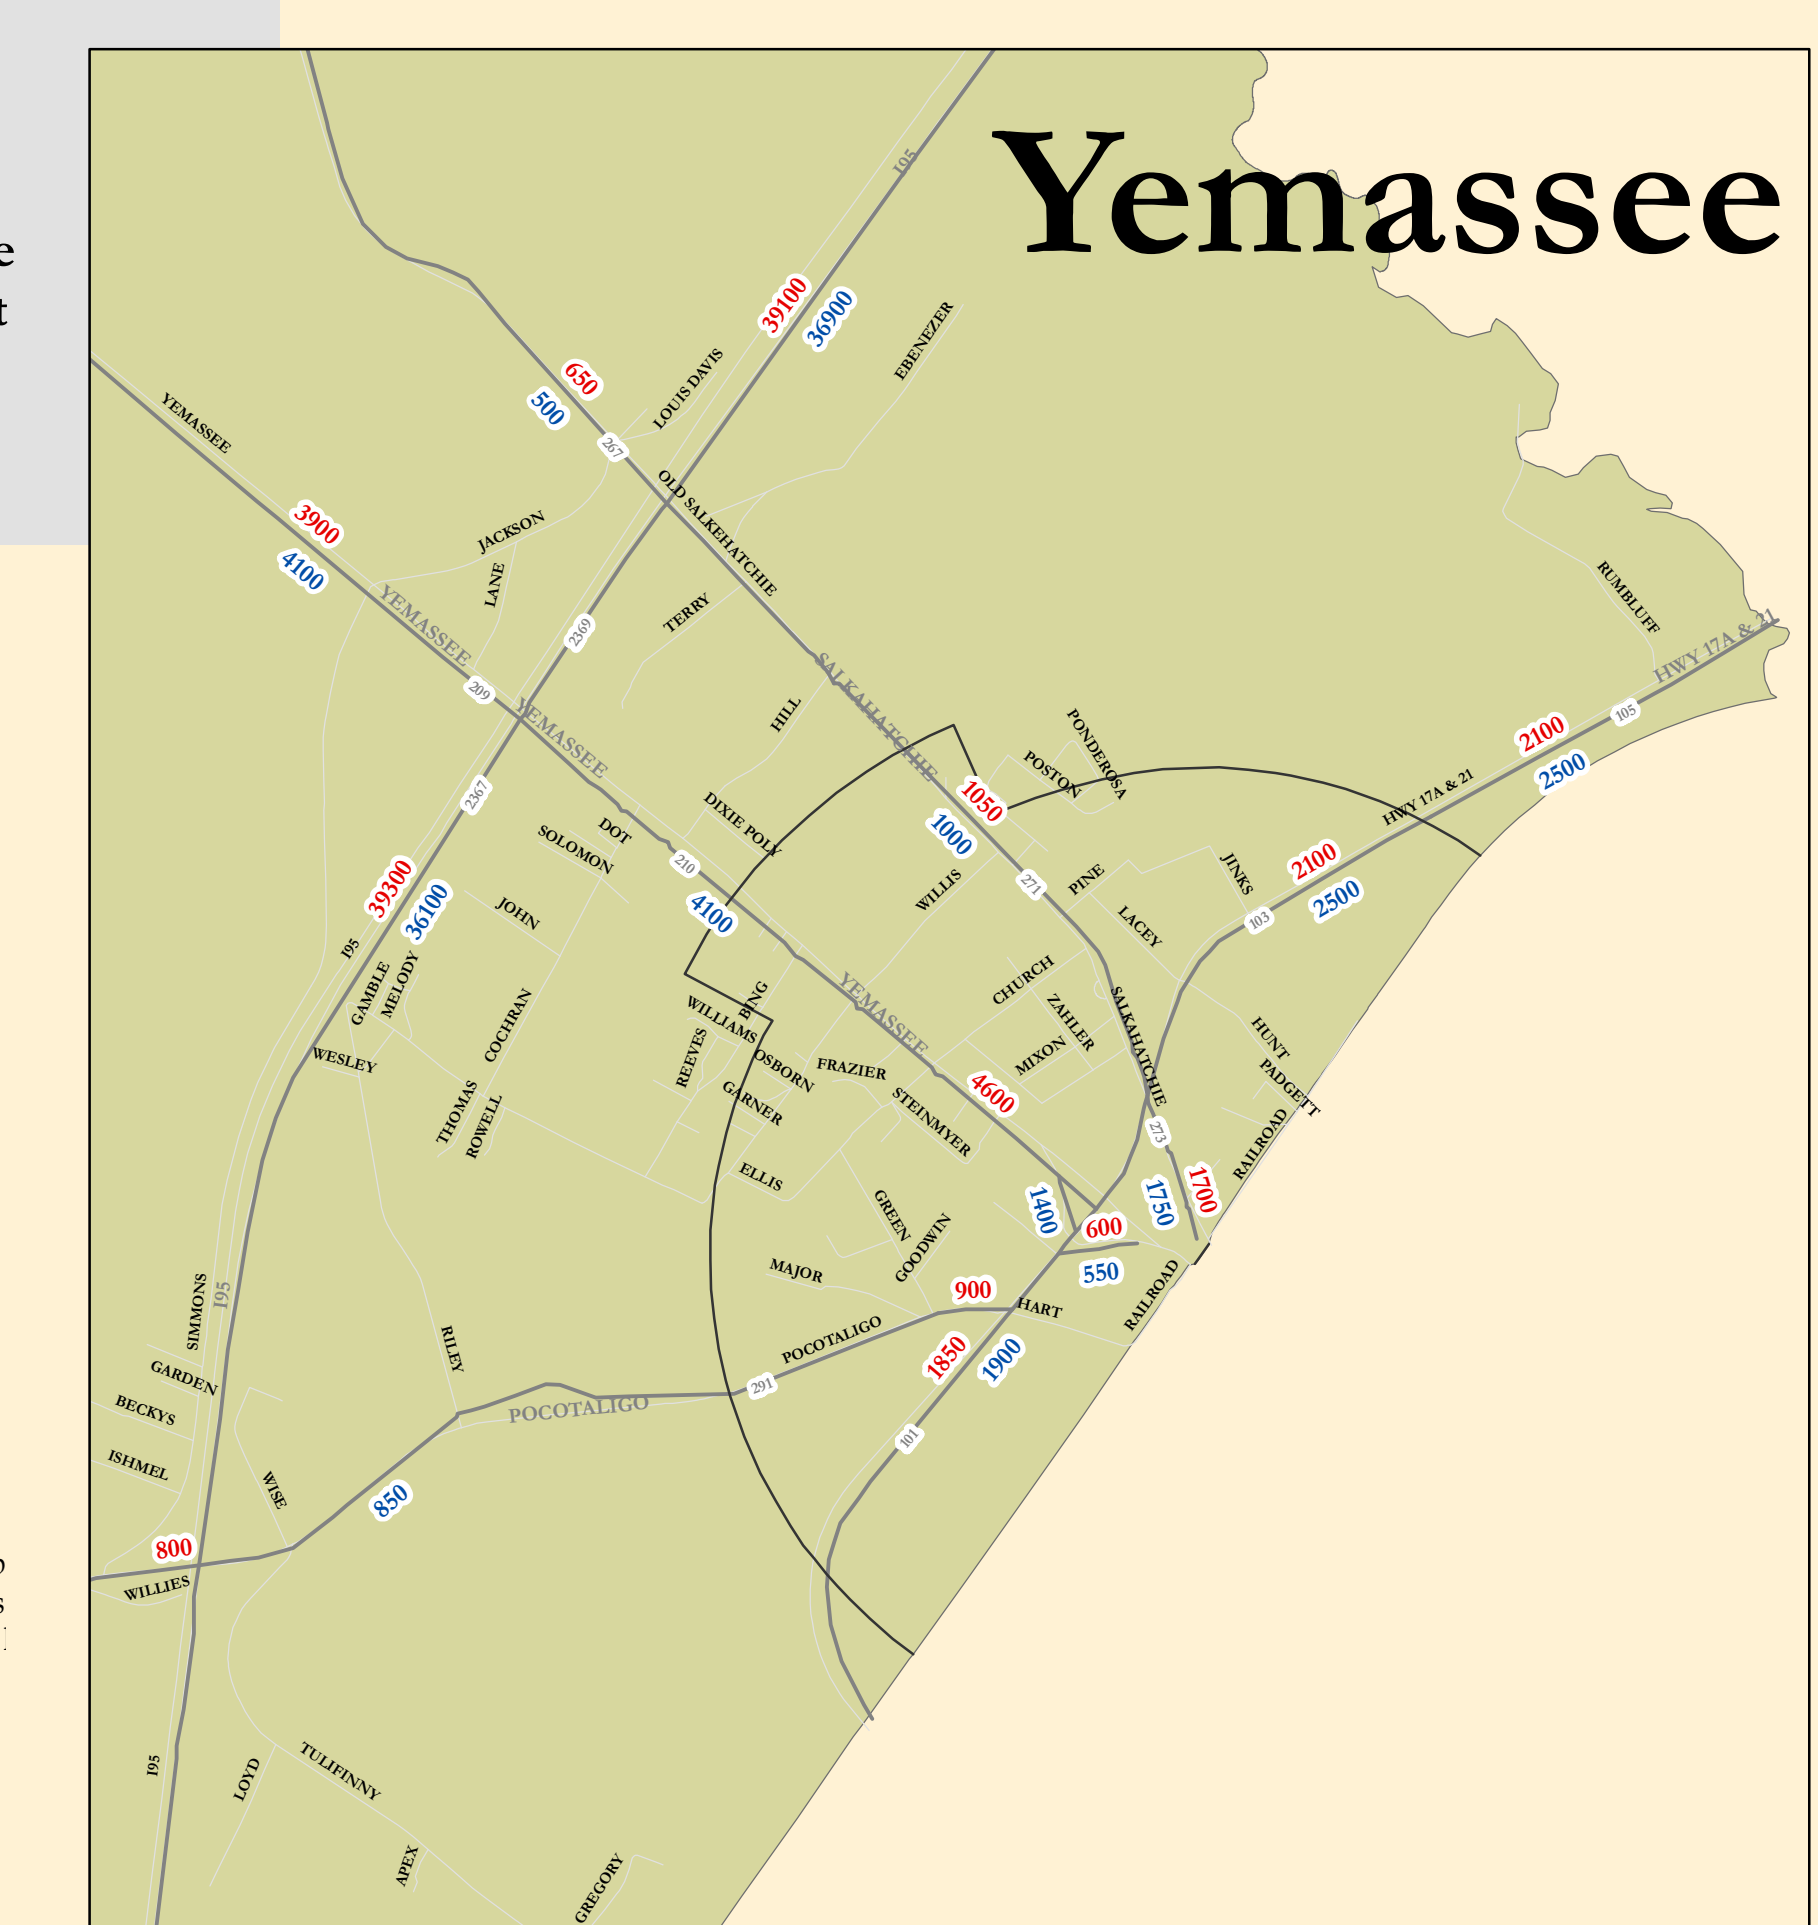 Yemassee
e
t
I95
39100
36900
EBENEZER
LOUIS DAVIS
650
500
267
YEMASSEE
OLD SALKEHATCHIE
3900
4100
JACKSON
LANE
YEMASSEE
TERRY
2369
RUMBLUFF
HWY 17A & 21
209
SALKAHATCHIE
YEMASSEE
HILL
105
2100
2500
PONDEROSA
POSTON
HWY 17A & 21
2367
1050
1000
DIXIE POLY
DOT
SOLOMON
210
2100
2500
JINKS
PINE
271
WILLIS
39300
36100
4100
JOHN
LACEY
103
I95
GAMBLE
MELODY
CHURCH
YEMASSEE
BING
WILLIAMS
ZAHLER
SALKAHATCHIE
COCHRAN
HUNT
WESLEY
REEVES
OSBORN
FRAZIER
MIXON
PADGETT
4600
STEINMYER
GARNER
THOMAS
ROWELL
273
RAILROAD
ELLIS
1400
1750
1700
GREEN
600
GOODWIN
MAJOR
550
SIMMONS
I95
900
HART
RAILROAD
POCOTALIGO
RILEY
1850
1900
GARDEN
291
BECKYS
POCOTALIGO
101
ISHMEL
WISE
850
800
WILLIES
s
I95
LOYD
TULIFINNY
APEX
GREGORY